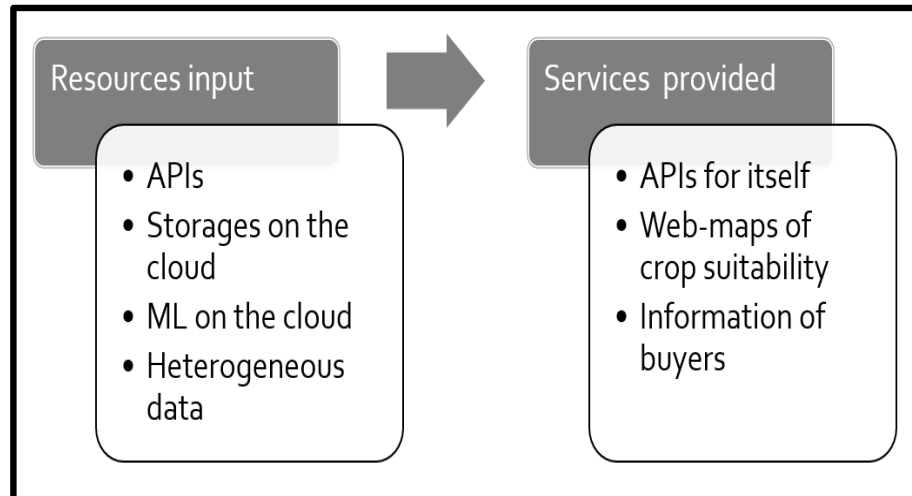 Resources input
• APIs
• Storages on the
cloud
• ML on the cloud
• Heterogeneous
data
Services provided
• APIs for itself
• Web-maps of
crop suitability
• Information of
buyers